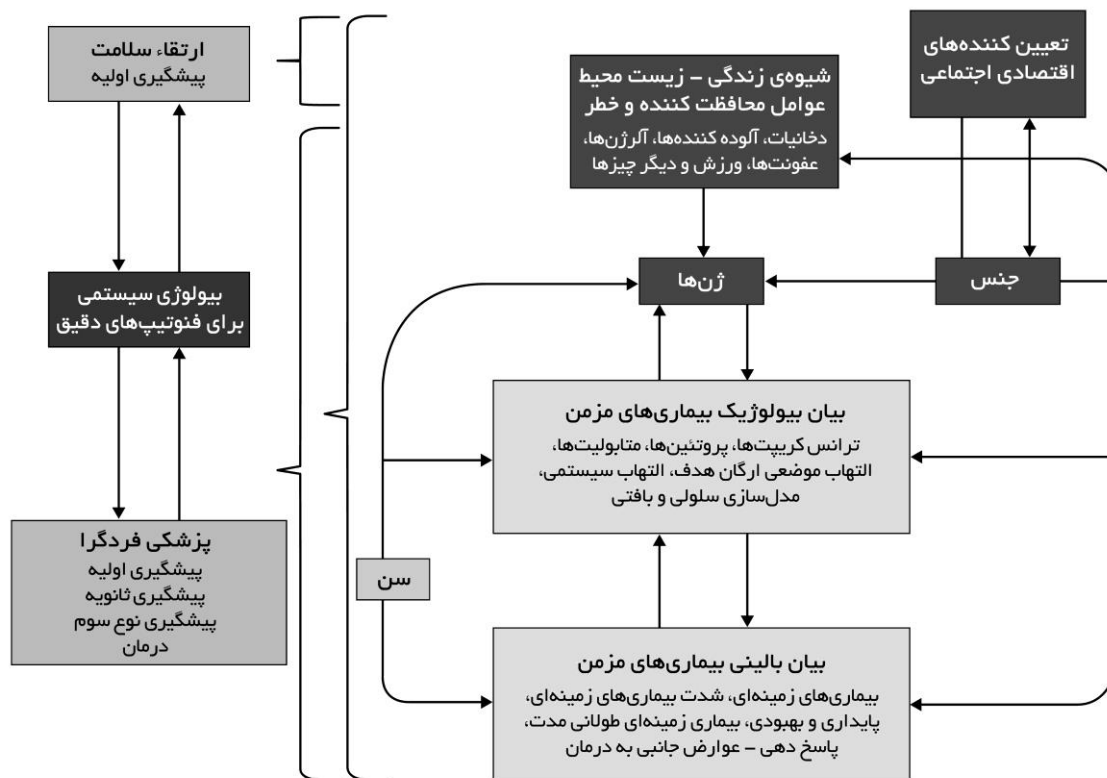 تعیین کننده‌های
اقتصادی اجتماعی
شیوه‌ی زندگی – زیست محیط
عوامل محافظت کننده و خطر
دخانیات، آلوده کننده‌ها، آلرژن‌ها،
عفونت‌ها، ورزش و دیگر چیزها
ارتقاء سلامت
پیشگیری اولیه
جنس
ژن‌ها
بیولوژی سیستمی
برای فنوتیپ‌های دقیق
بیان بیولوژیک بیماری‌های مزمن
ترانس کریپت‌ها، پروتئین‌ها، متابولیت‌ها،
التهاب موضعی ارگان هدف، التهاب سیستمی،
مدل‌سازی سلولی و بافتی
سن
پزشکی فردگرا
پیشگیری اولیه
پیشگیری ثانویه
پیشگیری نوع سوم
درمان
بیان بالینی بیماری‌های مزمن
بیماری‌های زمینه‌ای، شدت بیماری‌های زمینه‌ای،
پایداری و بهبودی، بیماری زمینه‌ای طولانی مدت،
پاسخ دهی – عوارض جانبی به درمان